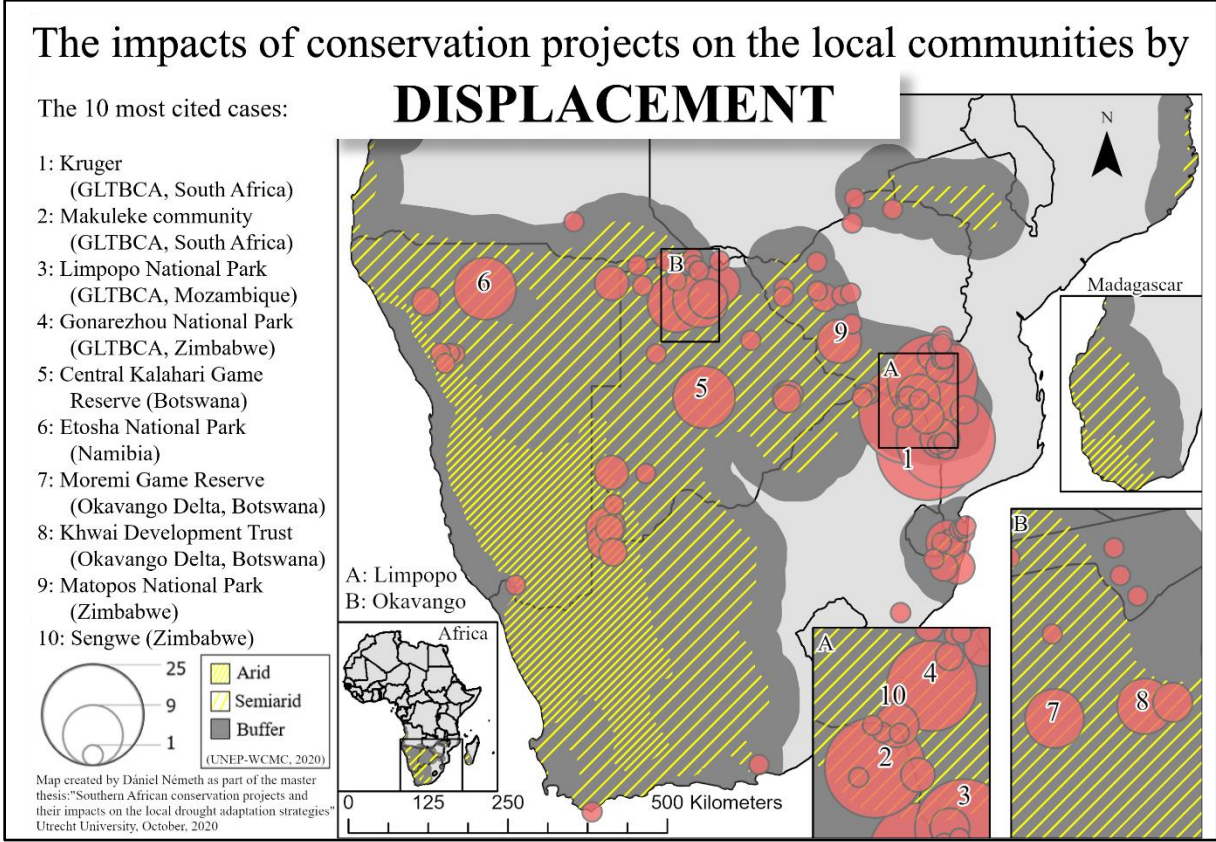 The impacts of conservation projects on the local communities by
DISPLACEMENT
The 10 most cited cases:
1: Kruger
(GLTBCA, South Africa)
2: Makuleke community
(GLTBCA, South Africa)
3: Limpopo National Park
(GLTBCA, Mozambique)
4: Gonarezhou National Park
(GLTBCA, Zimbabwe)
5: Central Kalahari Game
Reserve (Botswana)
6: Etosha National Park
(Namibia)
7: Moremi Game Reserve
(Okavango Delta, Botswana)
8: Khwai Development Trust
(Okavango Delta, Botswana)
9: Matopos National Park
(Zimbabwe)
10: Sengwe (Zimbabwe)
25
9
1
Arid
Semiarid
Buffer
(UNEP-WCMC, 2020)
Map created by Dániel Németh as part of the master
thesis:"Southern African conservation projects and
their impacts on the local drought adaptation strategies"
Utrecht University, October, 2020
N
B
6
9
5
A
1
Madagascar
A: Limpopo
B: Okavango
Africa
0 125 250 500 Kilometers
A
4
10
2
3
B
7
8